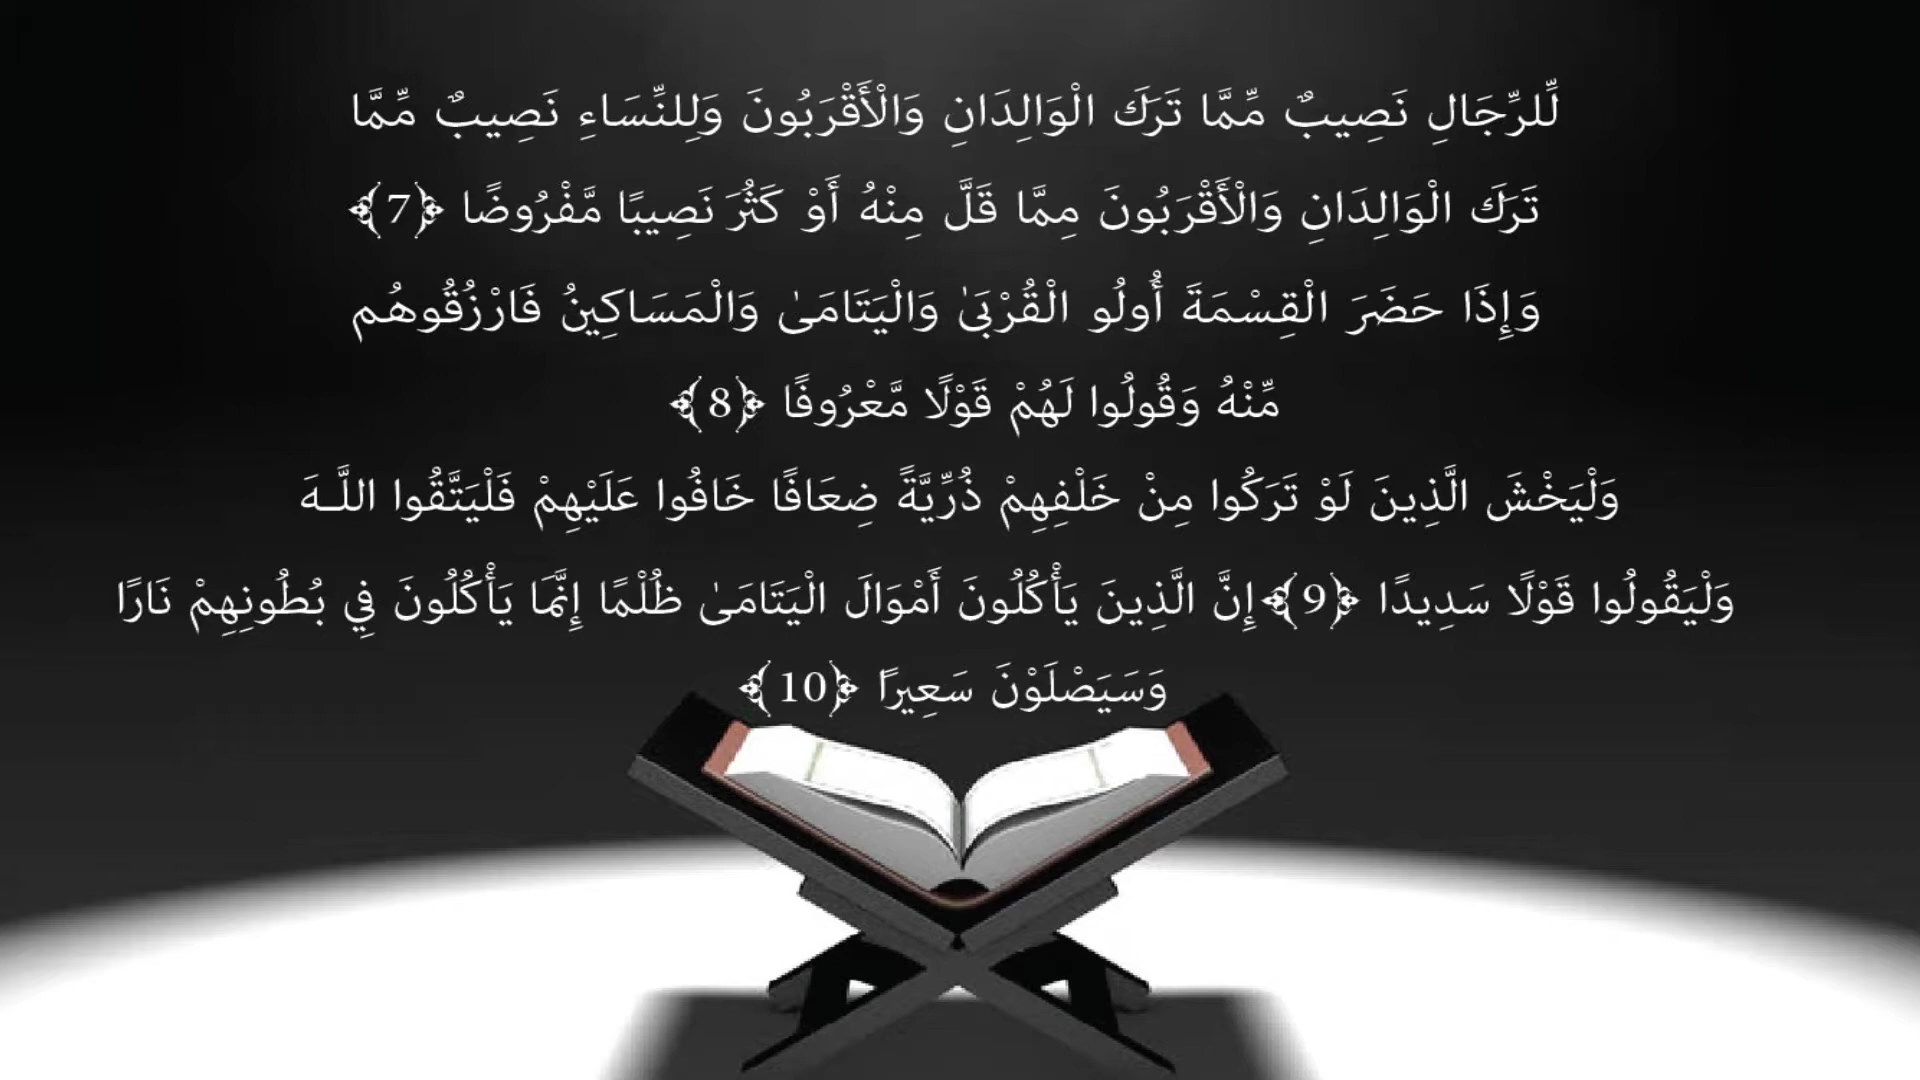 لِّلرِّجَالِ نَصِيبٌ مِّمَّا تَرَكَ الْوَالِدَانِ وَالْأَقْرَبُونَ وَلِلنِّسَاءِ نَصِيبٌ مِّمَّا
تَرَكَ الْوَالِدَانِ وَالْأَقْرَبُونَ مِمَّا قَلَّ مِنْهُ أَوْ كَثُرَ نَصِيبًا مَّفْرُوضًا ﴿7﴾
وَإِذَا حَضَرَ الْقِسْمَةَ أُولُو الْقُرْبَىٰ وَالْيَتَامَىٰ وَالْمَسَاكِينُ فَارْزُقُوهُم
مِّنْهُ وَقُولُوا لَهُمْ قَوْلًا مَّعْرُوفًا ﴿8﴾
وَلْيَخْشَ الَّذِينَ لَوْ تَرَكُوا مِنْ خَلْفِهِمْ ذُرِّيَّةً ضِعَافًا خَافُوا عَلَيْهِمْ فَلْيَتَّقُوا اللَّـهَ
وَلْيَقُولُوا قَوْلًا سَدِيدًا ﴿9﴾إِنَّ الَّذِينَ يَأْكُلُونَ أَمْوَالَ الْيَتَامَىٰ ظُلْمًا إِنَّمَا يَأْكُلُونَ فِي بُطُونِهِمْ نَارًا
وَسَيَصْلَوْنَ سَعِيرًا ﴿10﴾